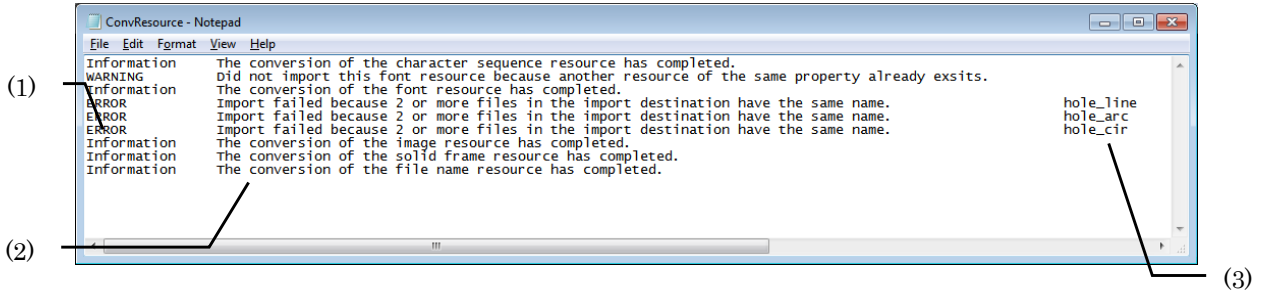 ConvResource - Notepad
File Edit Format View Help
Information The conversion of the character sequence resource has completed.
WARNING Did not import this font resource because another resource of the same property already exsits.
Information The conversion of the font resource has completed.
ERROR Import failed because 2 or more files in the import destination have the same name. hole_line
ERROR Import failed because 2 or more files in the import destination have the same name. hole_arc
ERROR Import failed because 2 or more files in the import destination have the same name. hole_cir
Information The conversion of the image resource has completed.
Information The conversion of the solid frame resource has completed.
Information The conversion of the file name resource has completed.
(1)
(2)
(3)